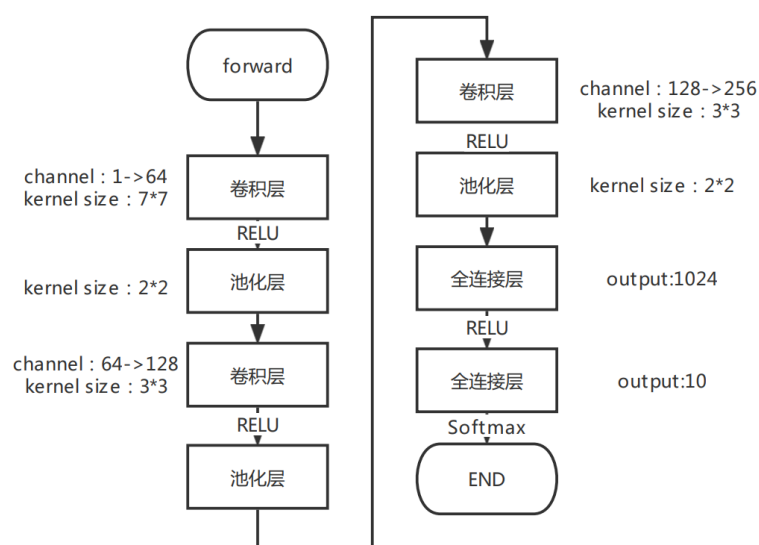 forward
channel：1->64
kernel size：7*7
卷积层
RELU
kernel size：2*2
池化层
channel：64->128
kernel size：3*3
卷积层
RELU
池化层
卷积层
channel：128->256
kernel size：3*3
RELU
池化层
kernel size：2*2
全连接层
output:1024
RELU
全连接层
output:10
Softmax
END